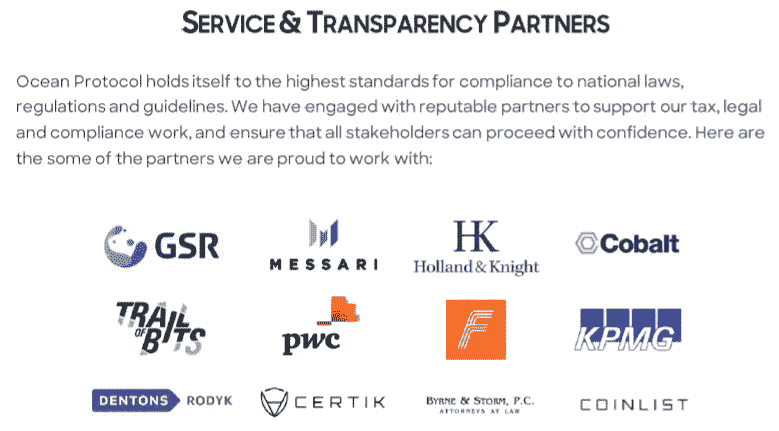 SERVICE & TRANSPARENCY PARTNERS
Ocean Protocol holds itself to the highest standards for compliance to national laws,
regulations and guidelines. We have engaged with reputable partners to support our tax, legal
and compliance work, and ensure that all stakeholders can proceed with confidence. Here are
the some of the partners we are proud to work with:
GSR
MESSARI
HK
Holland & Knight
Cobalt
TRAIL
OF
BITS
pwc
F
KPMG
DENTONS RODYK
CERTIK
BYRNE & STORM, P.C.
ATTORNEYS AT LAW
COINLIST